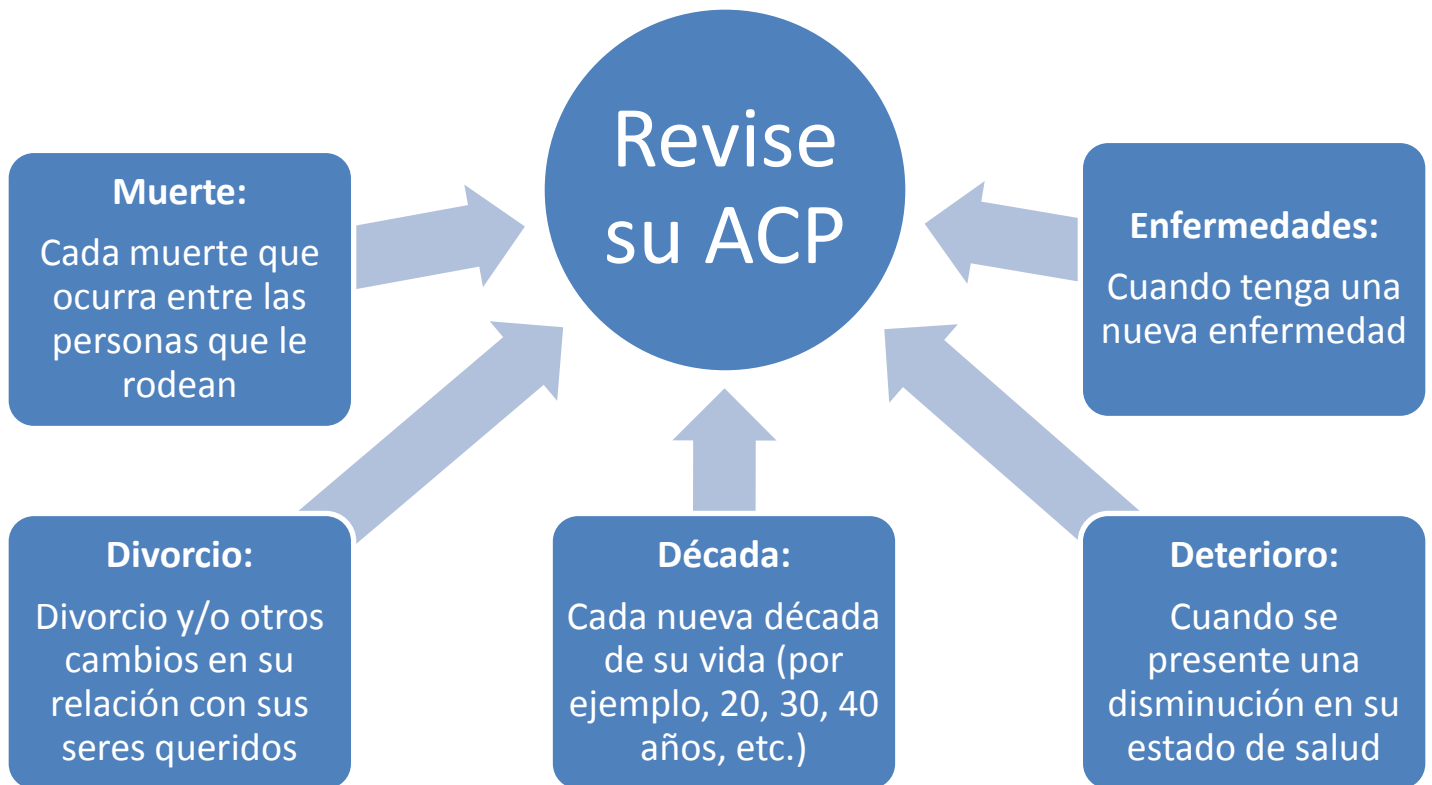 Revise
su ACP
Muerte:
Cada muerte que
ocurra entre las
personas que le
rodean
Enfermedades:
Cuando tenga una
nueva enfermedad
Divorcio:
Divorcio y/o otros
cambios en su
relación con sus
seres queridos
Década:
Cada nueva década
de su vida (por
ejemplo, 20, 30, 40
años, etc.)
Deterioro:
Cuando se
presente una
disminución en su
estado de salud